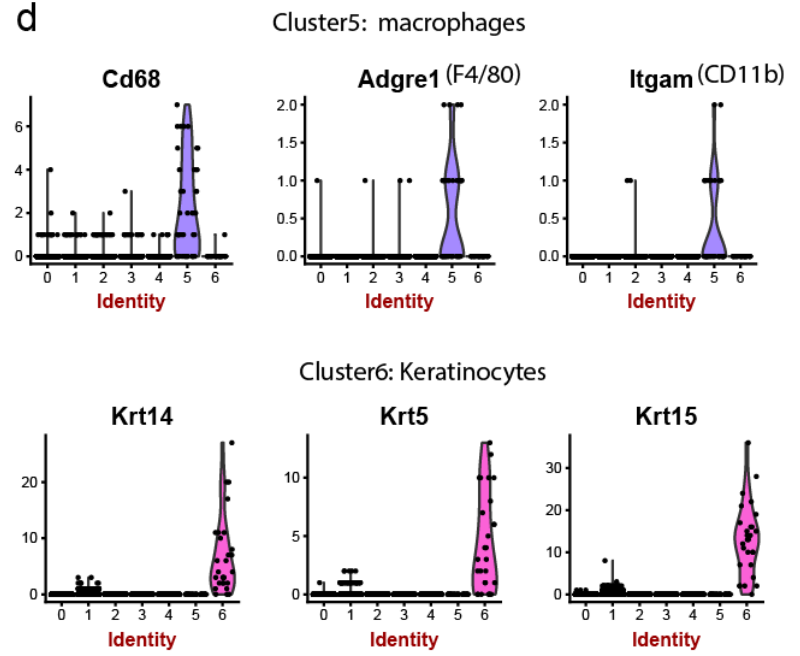 d
Cluster5: macrophages
Cd68
Adgre1 (F4/80)
Itgam (CD11b)
6
4
2
0
0 1 2 3 4 5 6
Identity
2.0
1.5
1.0
0.5
0.0
0 1 2 3 4 5 6
Identity
2.0
1.5
1.0
0.5
0.0
0 1 2 3 4 5 6
Identity
Cluster6: Keratinocytes
Krt14
Krt5
Krt15
20
10
0
0 1 2 3 4 5 6
Identity
10
5
0
0 1 2 3 4 5 6
Identity
30
20
10
0
0 1 2 3 4 5 6
Identity